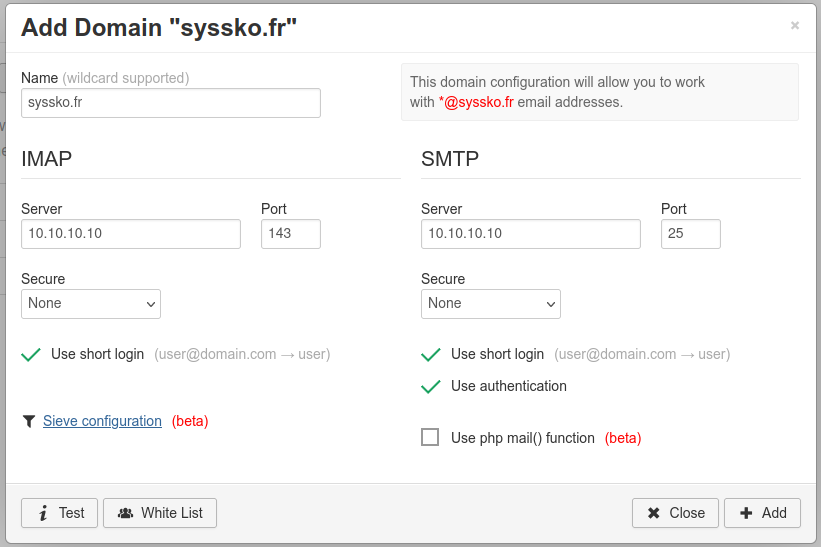 Add Domain "syssko.fr"
Name (wildcard supported)
syssko.fr
This domain configuration will allow you to work
with *@syssko.fr email addresses.
IMAP
Server
Port
10.10.10.10
143
Secure
None
Use short login (user@domain.com → user)
Sieve configuration (beta)
SMTP
Server
Port
10.10.10.10
25
Secure
None
Use short login (user@domain.com → user)
Use authentication
Use php mail() function (beta)
Test
White List
Close
Add